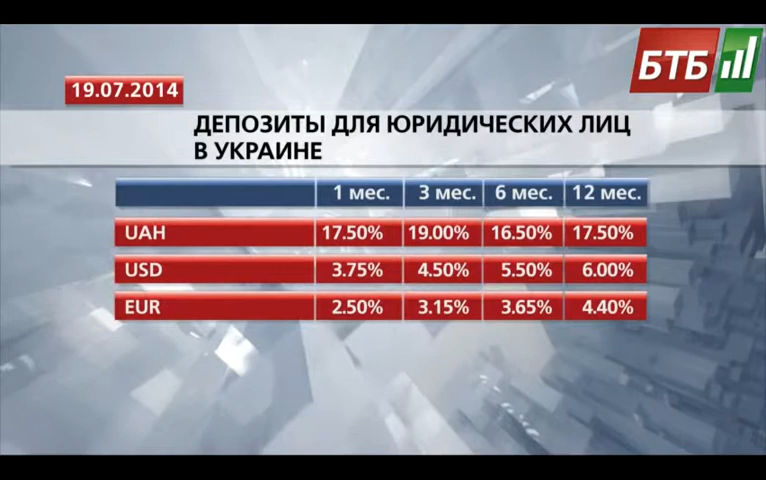 БТБ
19.07.2014
ДЕПОЗИТЫ ДЛЯ ЮРИДИЧЕСКИХ ЛИЦ
В УКРАИНЕ
1 мес. 3 мес. 6 мес. 12 мес.
UAH 17.50% 19.00% 16.50% 17.50%
USD 3.75% 4.50% 5.50% 6.00%
EUR 2.50% 3.15% 3.65% 4.40%